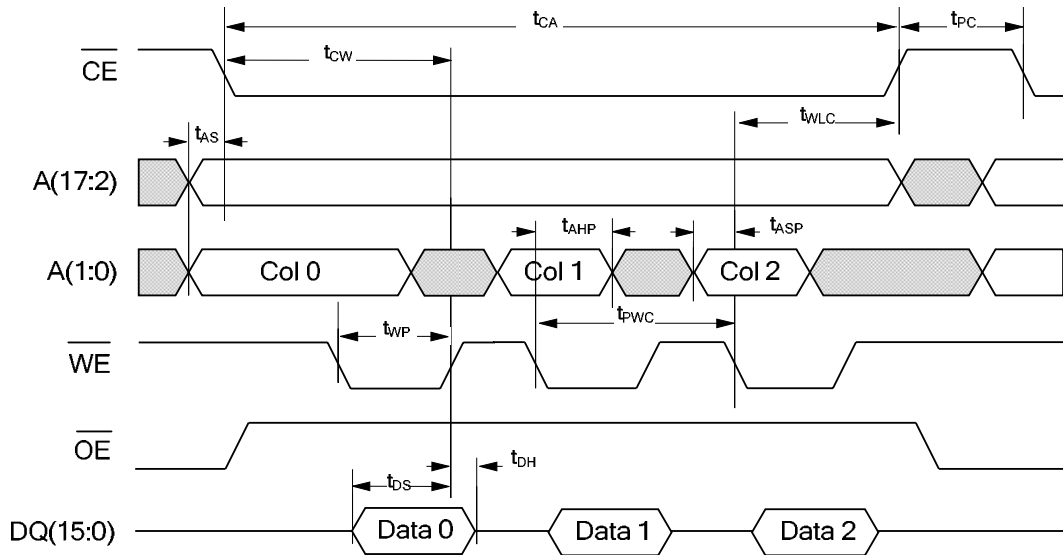 tCA
tPC
tCW
CE
tWLC
tAS
A(17:2)
tAHP
tASP
A(1:0)
Col 0
Col 1
Col 2
tPWC
tWP
WE
OE
tDH
tDS
DQ(15:0)
Data 0
Data 1
Data 2